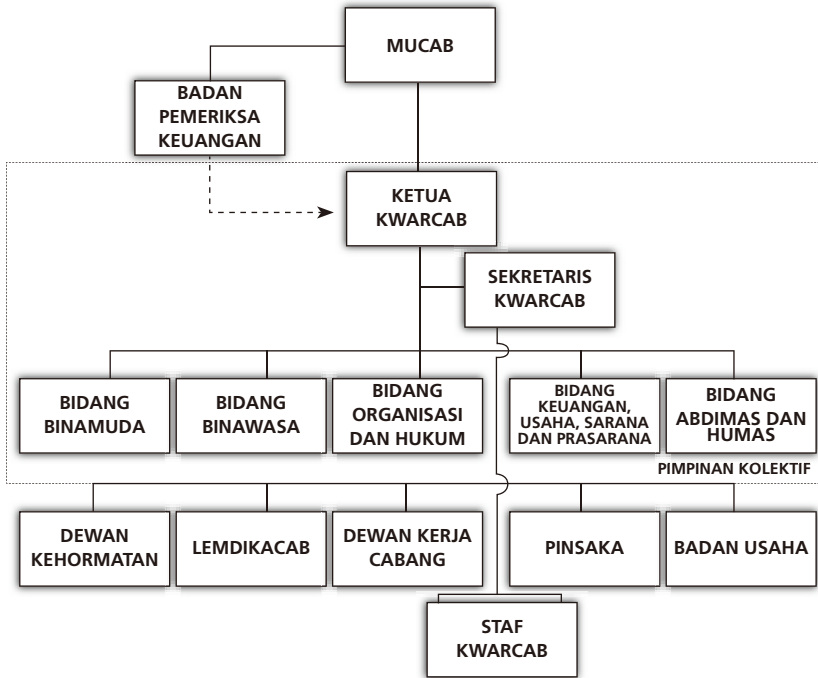 MUCAB
BADAN
PEMERIKSA
KEUANGAN
KETUA
KWARCAB
SEKRETARIS
KWARCAB
BIDANG
BINAMUDA
BIDANG
BINAWASA
BIDANG
ORGANISASI
DAN HUKUM
BIDANG
KEUANGAN,
USAHA, SARANA
DAN PRASARANA
BIDANG
ABDIMAS DAN
HUMAS
PIMPINAN KOLEKTIF
DEWAN
KEHORMATAN
LEMDIKACAB
DEWAN KERJA
CABANG
PINSAKA
BADAN USAHA
STAF
KWARCAB